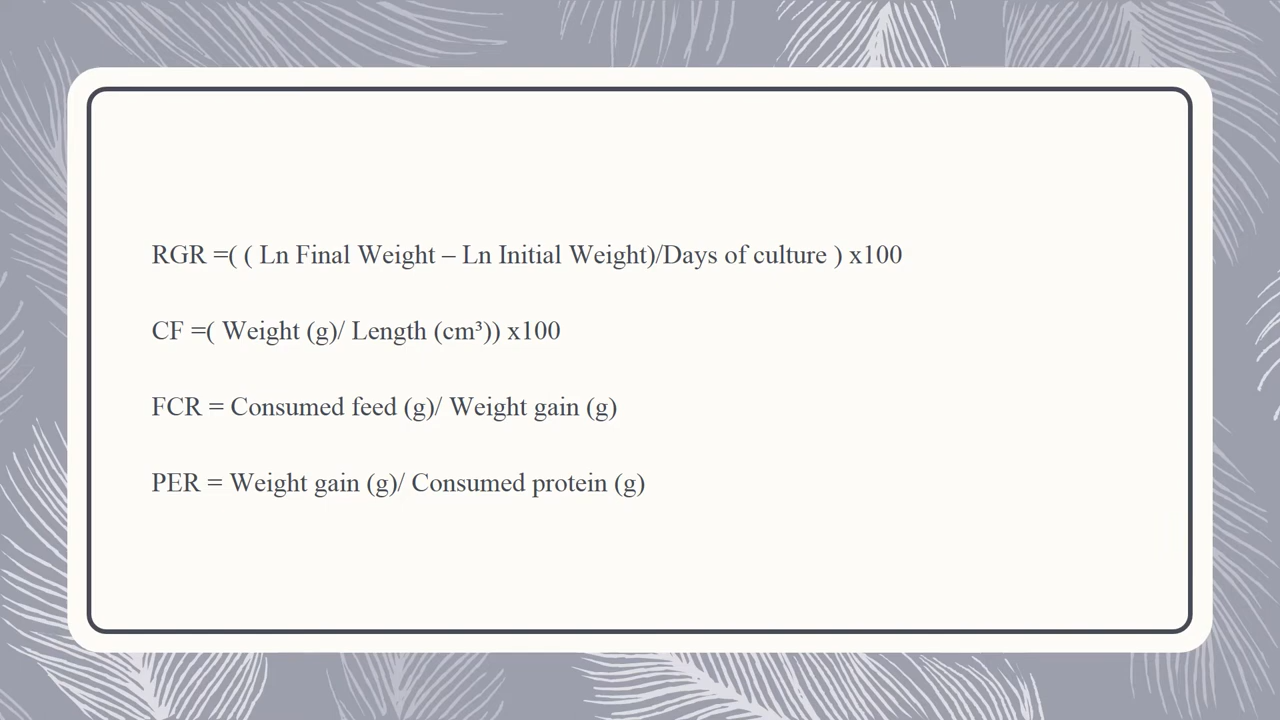 RGR =( ( Ln Final Weight – Ln Initial Weight)/Days of culture ) x100
CF =( Weight (g)/ Length (cm³)) x100
FCR = Consumed feed (g)/ Weight gain (g)
PER = Weight gain (g)/ Consumed protein (g)